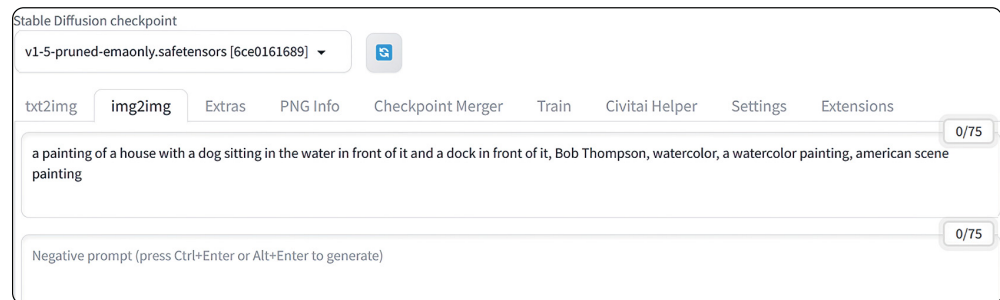 Stable Diffusion checkpoint
v1-5-pruned-emaonly.safetensors [6ce0161689]
txt2img img2img Extras PNG Info Checkpoint Merger Train Civitai Helper Settings Extensions
0/75
a painting of a house with a dog sitting in the water in front of it and a dock in front of it, Bob Thompson, watercolor, a watercolor painting, american scene
painting
0/75
Negative prompt (press Ctrl+Enter or Alt+Enter to generate)